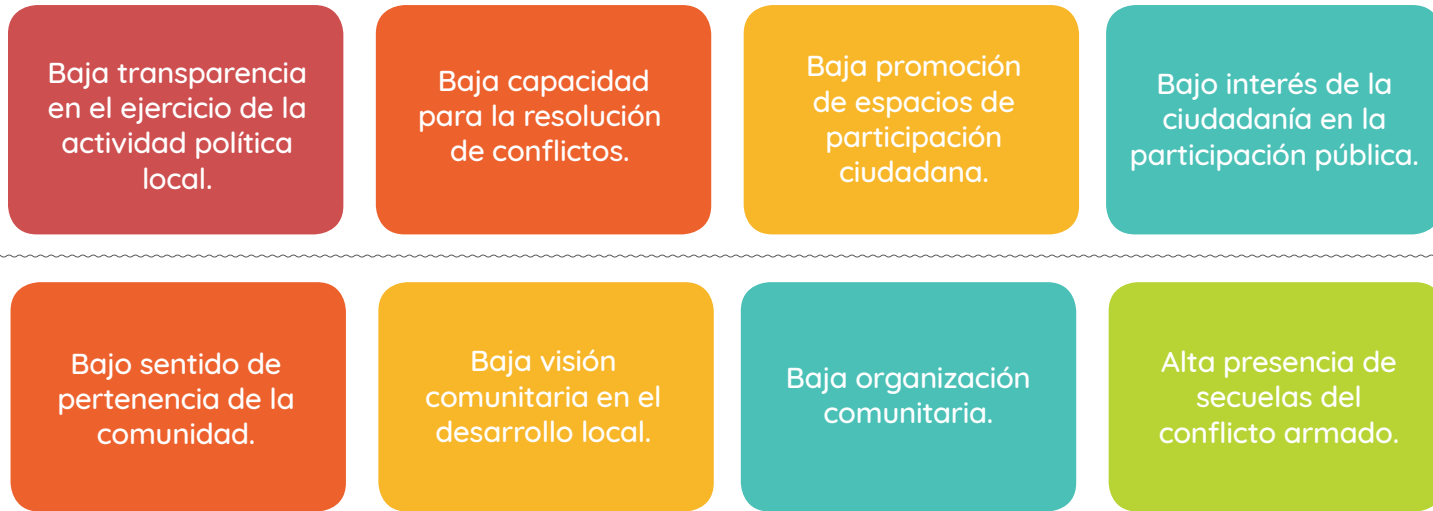 Baja transparencia
en el ejercicio de la
actividad política
local.
Baja capacidad
para la resolución
de conflictos.
Baja promoción
de espacios de
participación
ciudadana.
Bajo interés de la
ciudadanía en la
participación pública.
Bajo sentido de
pertenencia de la
comunidad.
Baja visión
comunitaria en el
desarrollo local.
Baja organización
comunitaria.
Alta presencia de
secuelas del
conflicto armado.